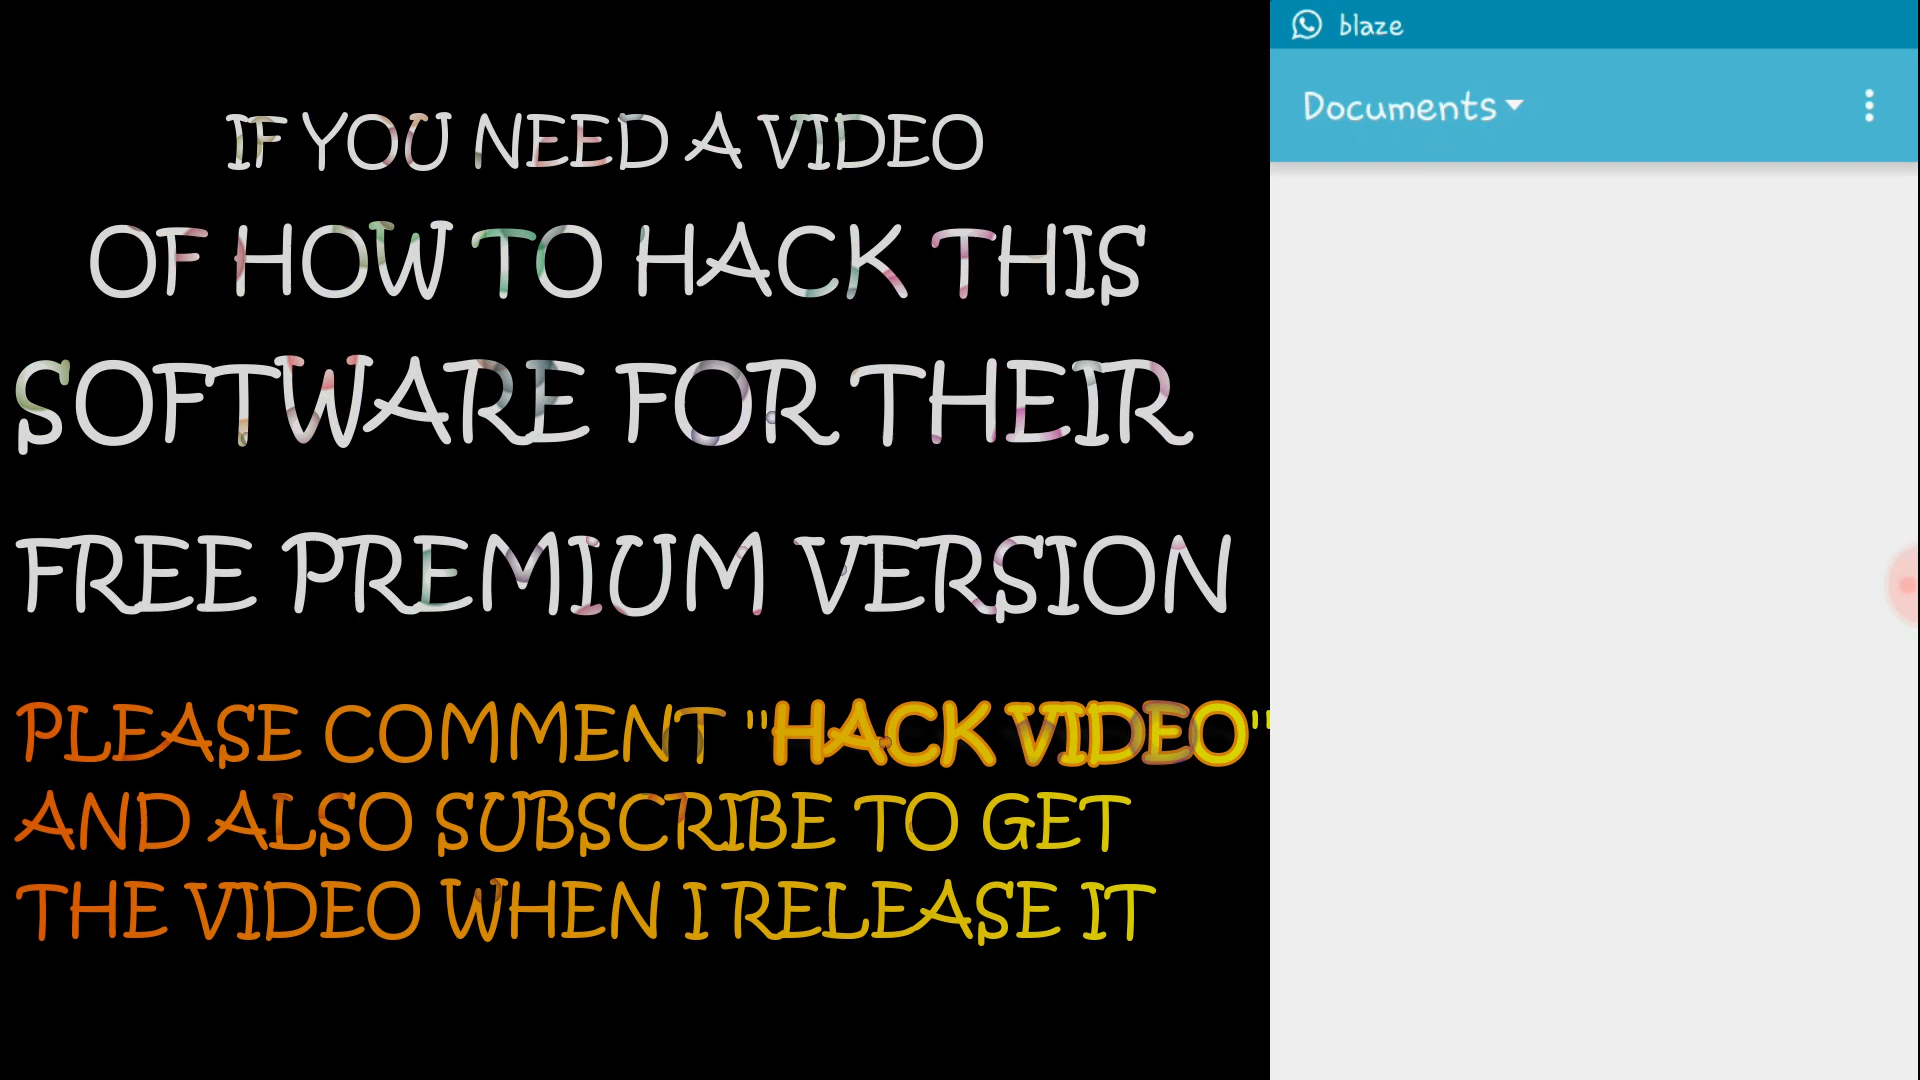 IF YOU NEED A VIDEO
OF HOW TO HACK THIS
SOFTWARE FOR THEIR
FREE PREMIUM VERSION
PLEASE COMMENT "HACK VIDEO"
AND ALSO SUBSCRIBE TO GET
THE VIDEO WHEN I RELEASE IT
blaze
Documents